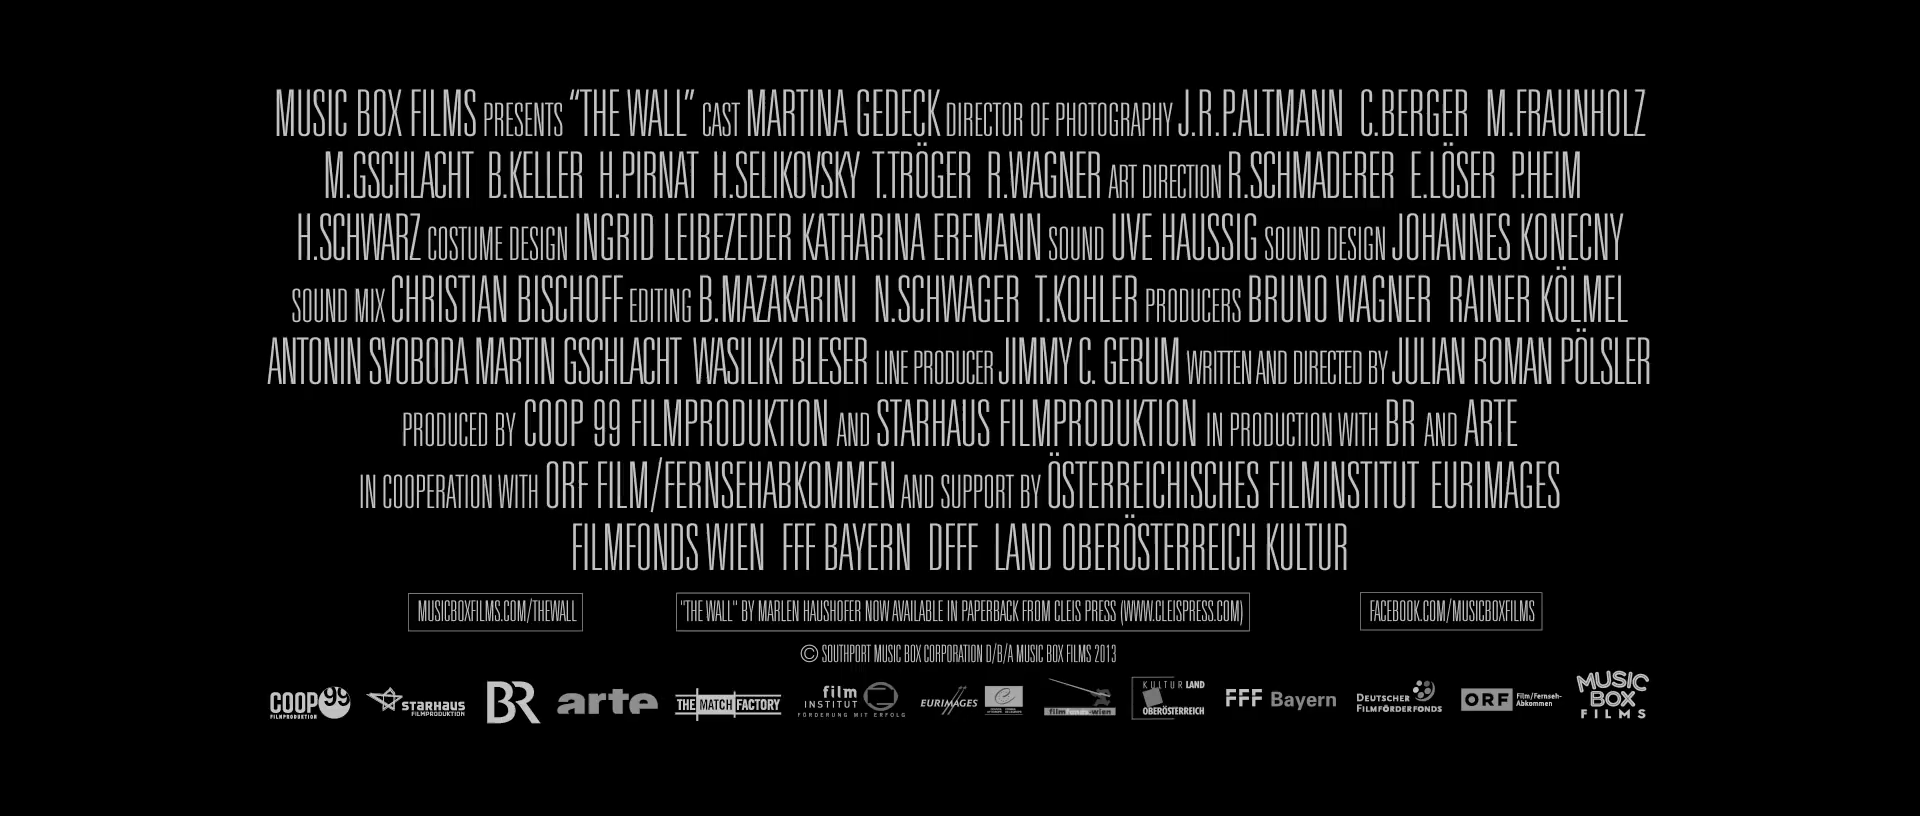 MUSIC BOX FILMS PRESENTS “THE WALL” CAST MARTINA GEDECK DIRECTOR OF PHOTOGRAPHY J.R.P.ALTMANN C.BERGER M.FRAUNHOLZ
M.GSCHLACHT B.KELLER H.PIRNAT H.SELIKOVSKY T.TRÖGER R.WAGNER ART DIRECTION R.SCHMADERER E.LÖSER P.HEIM
H.SCHWARZ COSTUME DESIGN INGRID LEIBEZEDER KATHARINA ERFMANN SOUND UVE HAUSSIG SOUND DESIGN JOHANNES KONECNY
SOUND MIX CHRISTIAN BISCHOFF EDITING B.MAZAKARINI N.SCHWAGER T.KOHLER PRODUCERS BRUNO WAGNER RAINER KÖLMEL
ANTONIN SVOBODA MARTIN GSCHLACHT WASILIKI BLESER LINE PRODUCER JIMMY C. GERUM WRITTEN AND DIRECTED BY JULIAN ROMAN PÖLSLER
PRODUCED BY COOP 99 FILMPRODUKTION AND STARHAUS FILMPRODUKTION IN PRODUCTION WITH BR AND ARTE
IN COOPERATION WITH ORF FILM/FERNSEHABKOMMEN AND SUPPORT BY ÖSTERREICHISCHES FILMINSTITUT EURIMAGES
FILMFONDS WIEN FFF BAYERN DFFF LAND OBERÖSTERREICH KULTUR
MUSICBOXFILMS.COM/THEWALL
"THE WALL" BY MARLEN HAUSHOFER NOW AVAILABLE IN PAPERBACK FROM CLEIS PRESS (WWW.CLEISPRESS.COM)
FACEBOOK.COM/MUSICBOXFILMS
© SOUTHPORT MUSIC BOX CORPORATION D/B/A MUSIC BOX FILMS 2013
COOP99
FILMPRODUKTION
STARHAUS
FILMPRODUKTION
BR
arte
THE MATCH FACTORY
film
INSTITUT
FÖRDERUNG MIT ERFOLG
EURIMAGES
filmfonds wien
KULTUR LAND
OBERÖSTERREICH
FFF Bayern
DEUTSCHER
FILMFÖRDERFONDS
ORF
Film/Fernseh-
Abkommen
MUSIC
BOX
FILMS